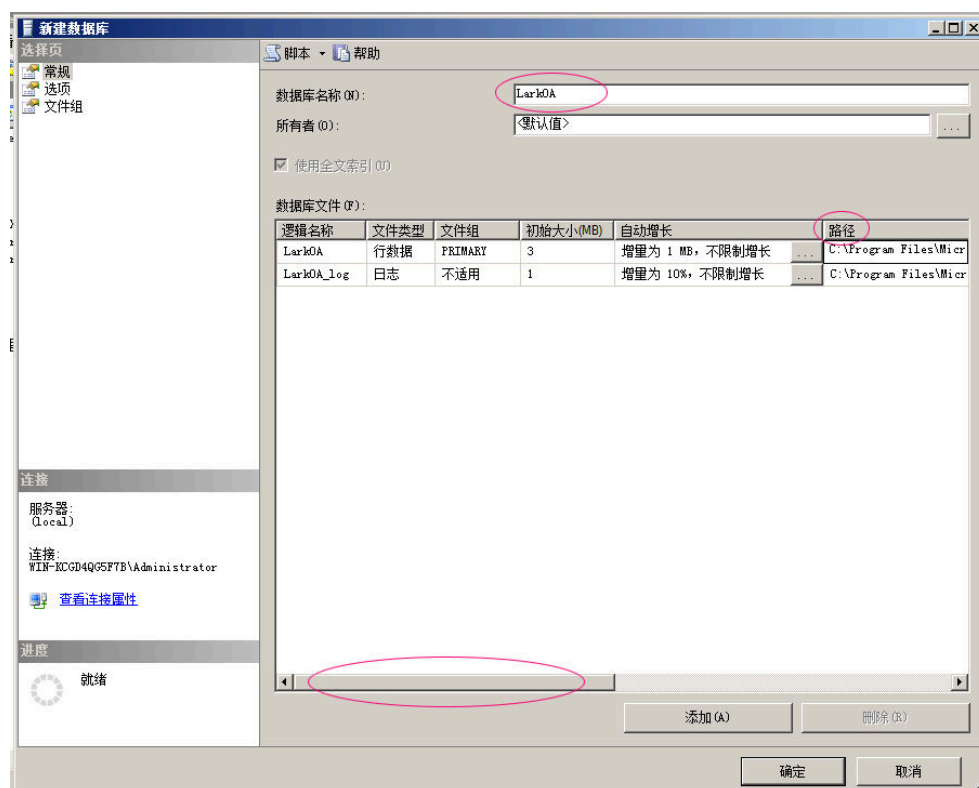 新建数据库
选择页
常规
选项
文件组
脚本 帮助
数据库名称(N):
LarkOA
所有者(O):
<默认值>
...
使用全文索引(U)
数据库文件(F):
逻辑名称 文件类型 文件组 初始大小(MB) 自动增长 路径
LarkOA 行数据 PRIMARY 3 增量为 1 MB，不限制增长 ... C:\Program Files\Micr
LarkOA_log 日志 不适用 1 增量为 10%，不限制增长 ... C:\Program Files\Micr
连接
服务器:
(local)
连接:
WIN-KCGD4QG5F7B\Administrator
查看连接属性
进度
就绪
添加(A) 删除(R)
确定 取消